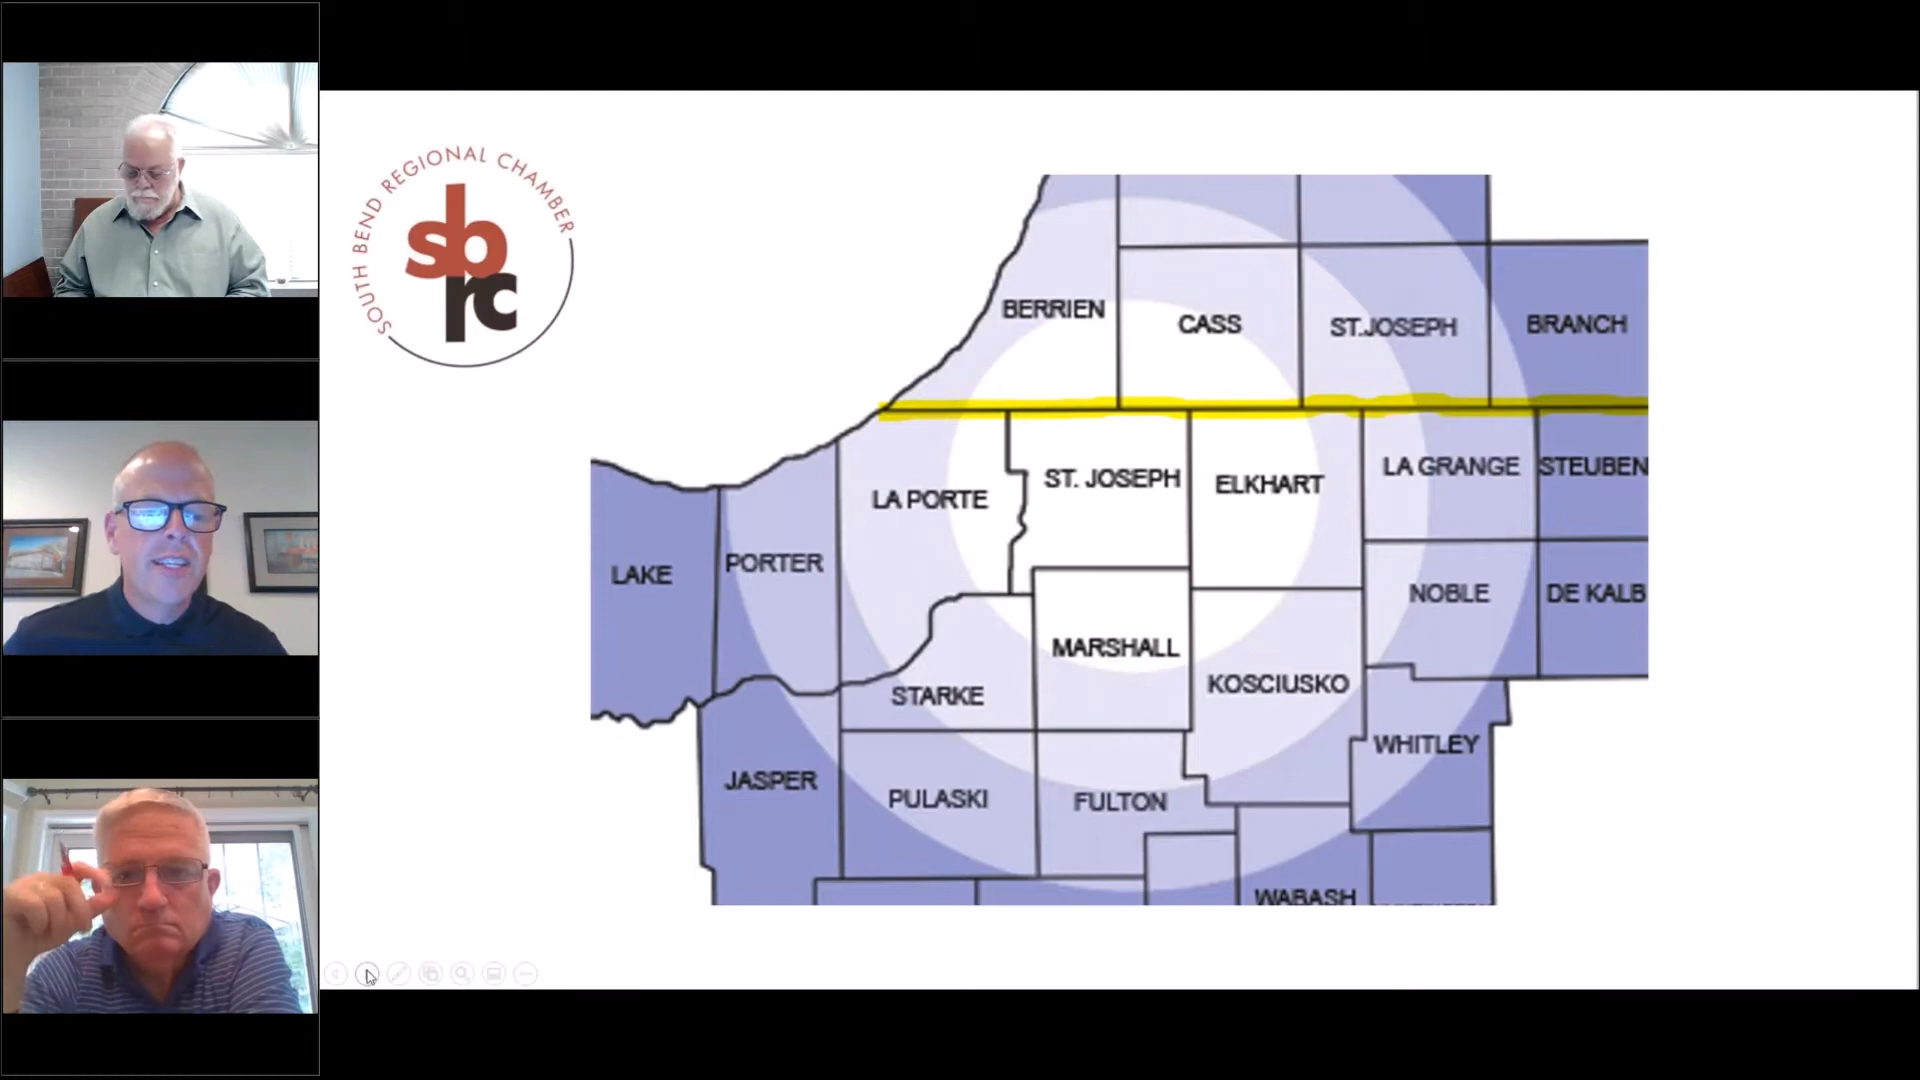 SOUTH BEND REGIONAL CHAMBER
sb
rc
BERRIEN
CASS
ST.JOSEPH
BRANCH
LA PORTE
ST. JOSEPH
ELKHART
LA GRANGE
STEUBEN
LAKE
PORTER
NOBLE
DE KALB
MARSHALL
STARKE
KOSCIUSKO
WHITLEY
JASPER
PULASKI
FULTON
WABASH